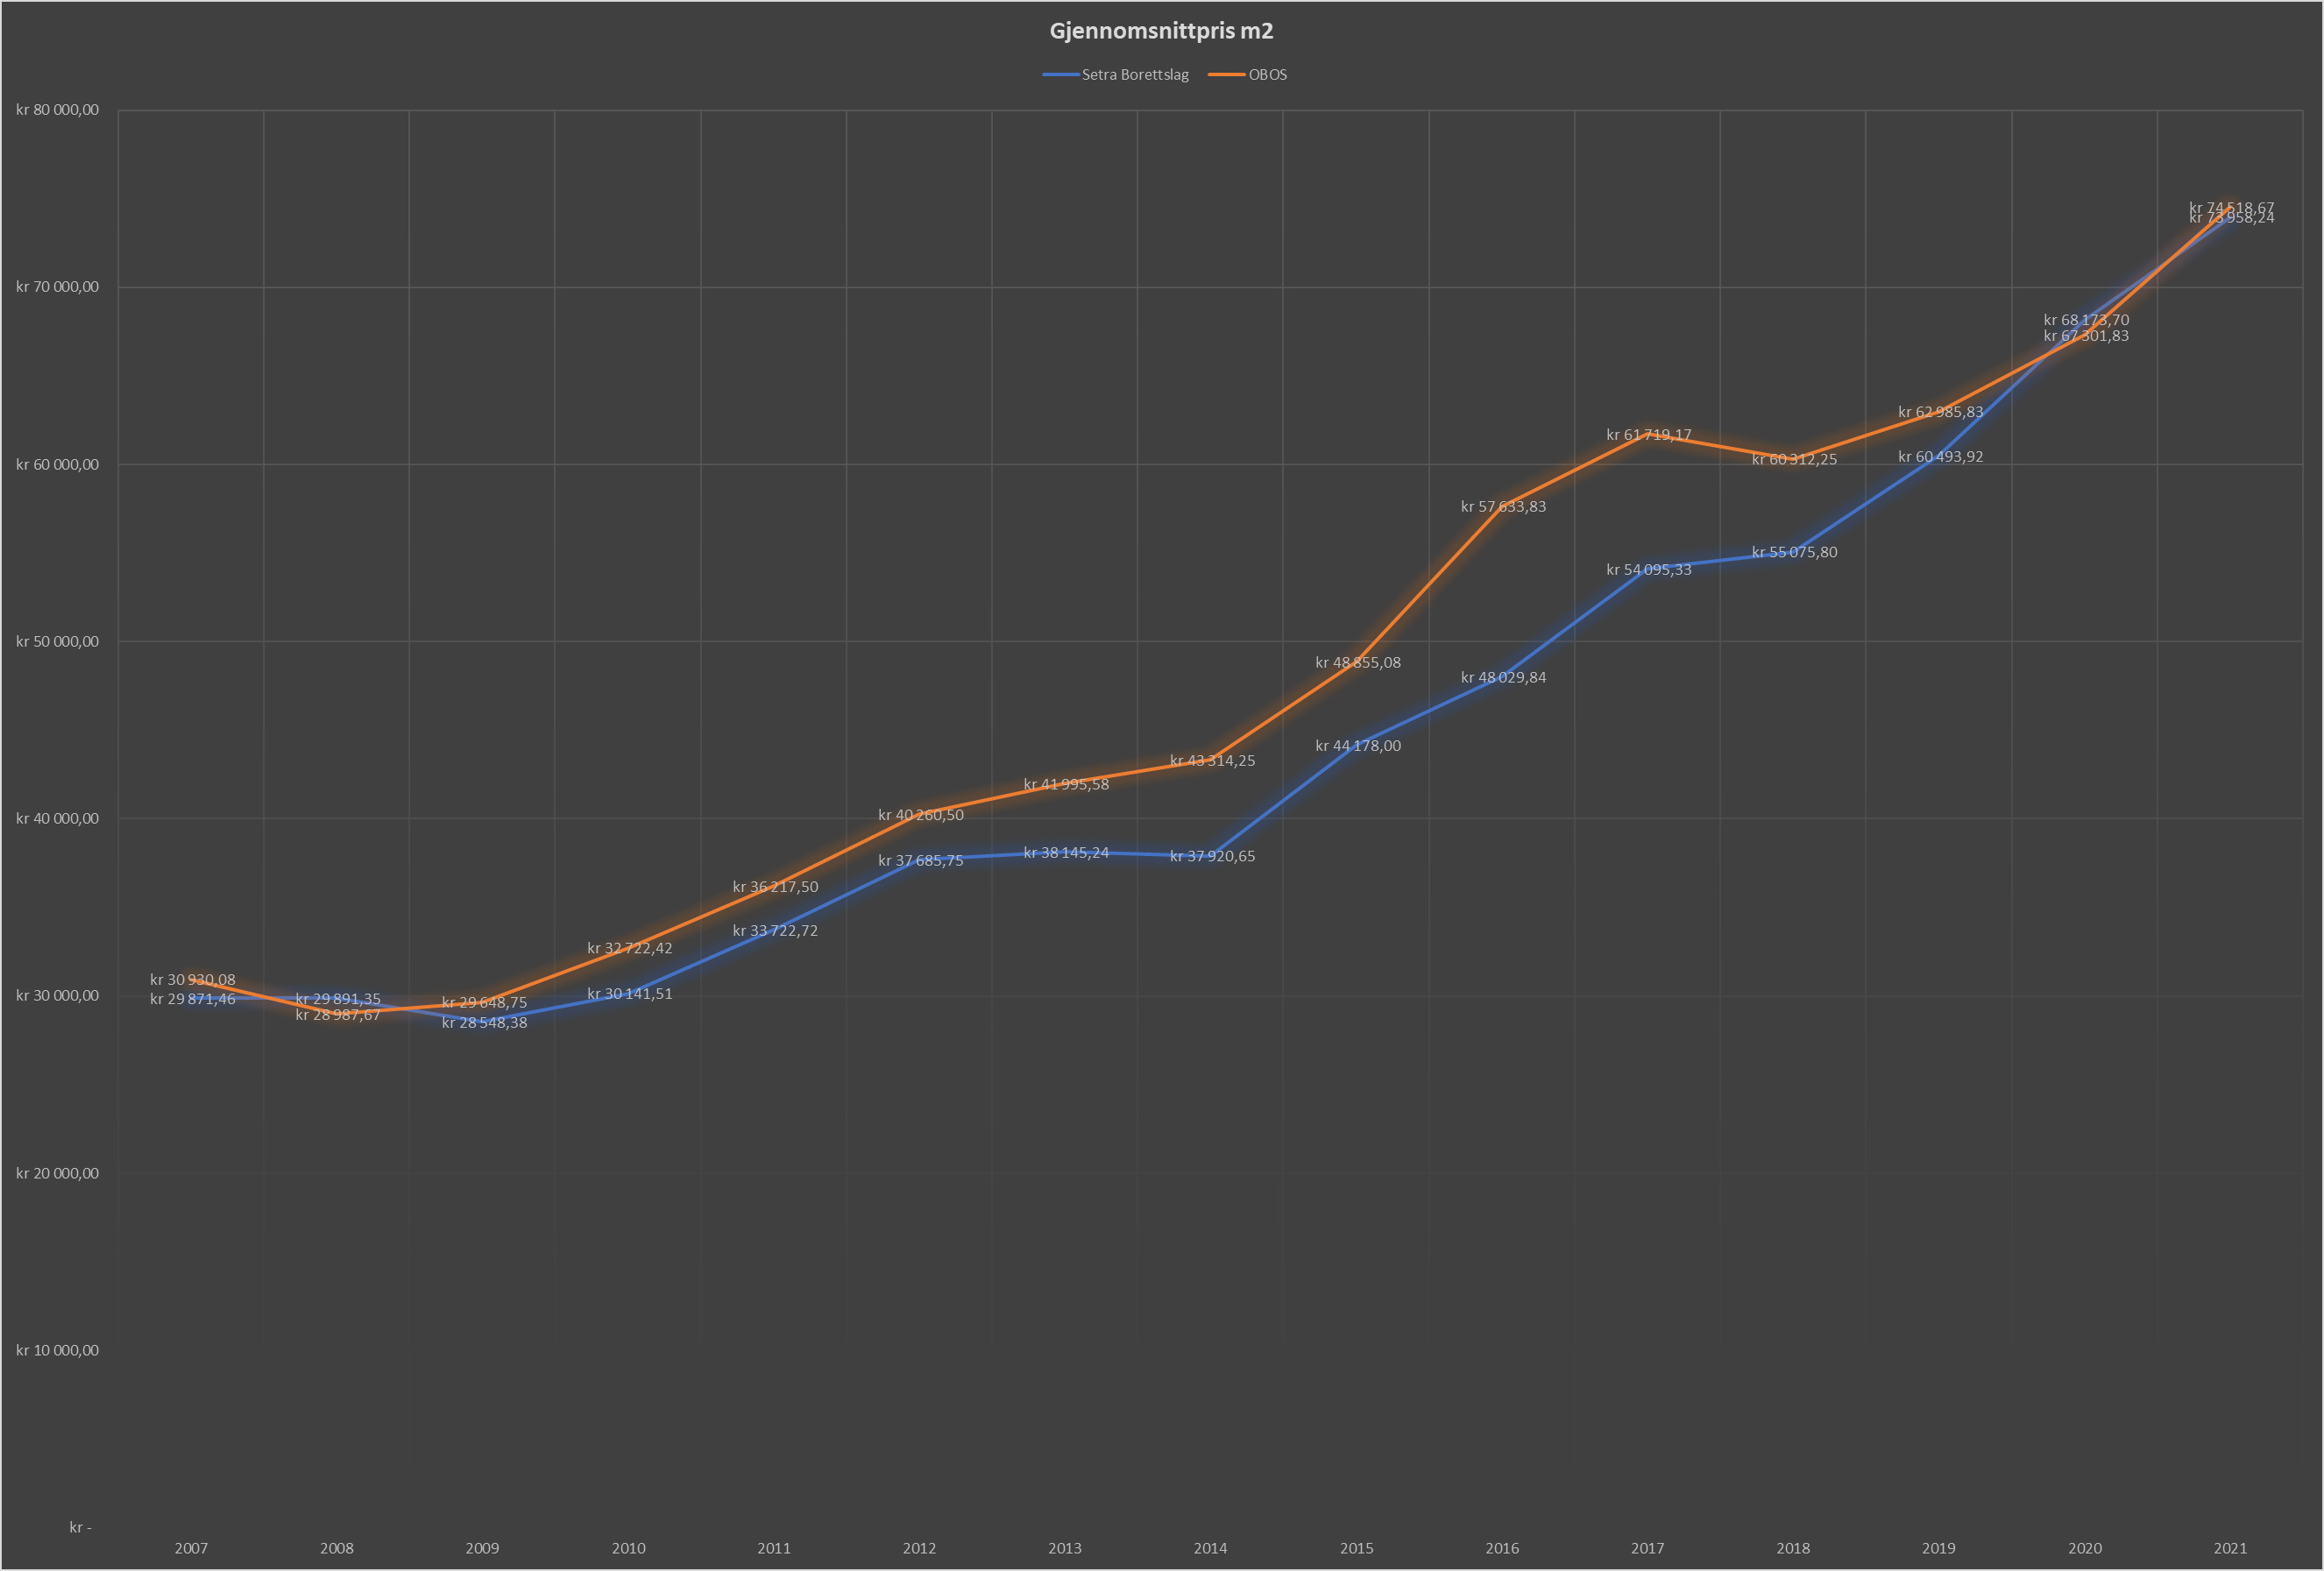 Gjennomsnittpris m2
Setra Borettslag OBOS
kr 80 000,00
kr 74 518,67
kr 73 958,24
kr 70 000,00
kr 68 173,70
kr 67 301,83
kr 62 985,83
kr 61 719,17
kr 60 000,00
kr 60 312,25
kr 60 493,92
kr 57 633,83
kr 55 075,80
kr 54 095,33
kr 50 000,00
kr 48 855,08
kr 48 029,84
kr 44 178,00
kr 43 314,25
kr 41 995,58
kr 40 000,00
kr 40 260,50
kr 38 145,24
kr 37 920,65
kr 37 685,75
kr 36 217,50
kr 33 722,72
kr 32 722,42
kr 30 930,08
kr 30 000,00
kr 30 141,51
kr 29 871,46
kr 29 891,35
kr 29 648,75
kr 28 987,67
kr 28 548,38
kr 20 000,00
kr 10 000,00
kr -
2007 2008 2009 2010 2011 2012 2013 2014 2015 2016 2017 2018 2019 2020 2021